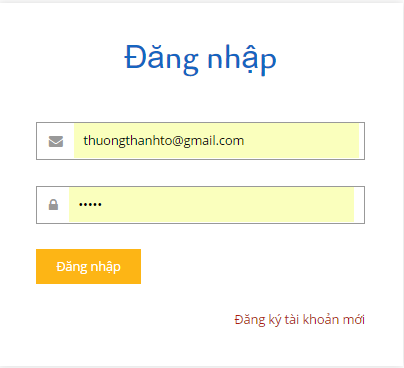 Đăng nhập
thuongthanhto@gmail.com
•••••
Đăng nhập
Đăng ký tài khoản mới